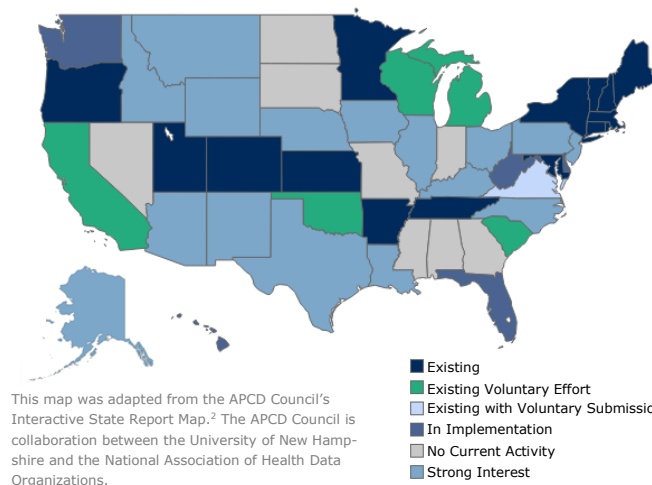 Existing
Existing Voluntary Effort
Existing with Voluntary Submissio
In Implementation
No Current Activity
Strong Interest
This map was adapted from the APCD Council's
Interactive State Report Map.2 The APCD Council is
collaboration between the University of New Hamp-
shire and the National Association of Health Data
Organizations.